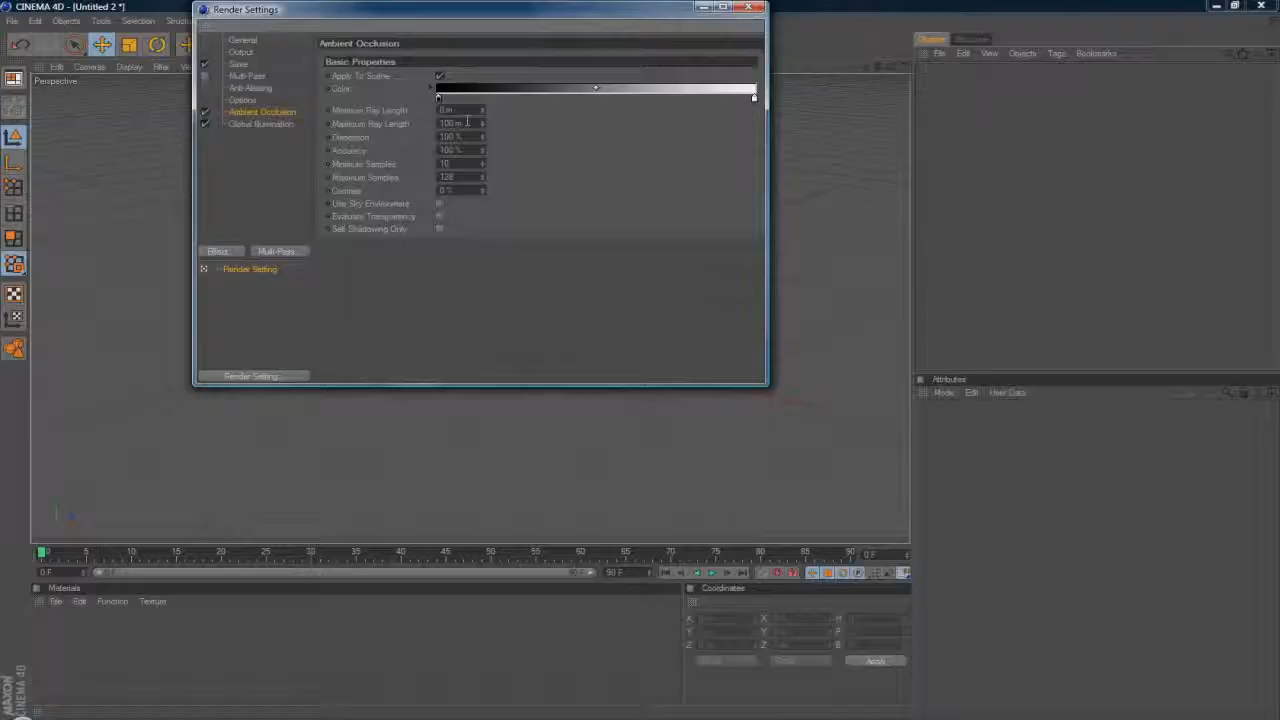 CINEMA 4D - [Untitled 2 *]
File Edit Objects Tools Selection
Render Settings
Edit Cameras Display
Perspective
General
Output
Save
Multi-Pass
Anti-Aliasing
Options
Ambient Occlusion
Global Illumination
Effect...
Multi-Pass...
Render Setting
Render Setting...
Ambient Occlusion
Basic Properties
Apply To Scene
Color
Minimum Ray Length 0 m
Maximum Ray Length 100 m
Dispersion 100 %
Accuracy 100 %
Minimum Samples 10
Maximum Samples 128
Contrast 0 %
Use Sky Environment
Evaluate Transparency
Self Shadowing Only
File Edit View Objects Tags Bookmarks
Attributes
Mode Edit User Data
0 5 10 15 20 25 30 35 40 45 50 55 60 65 70 75 80 85 90 0 F
0 F 90 F 90 F
Materials
File Edit Function Texture
Coordinates
X X H
Y Y P
Z Z B
Apply
MAXON
CINEMA 4D